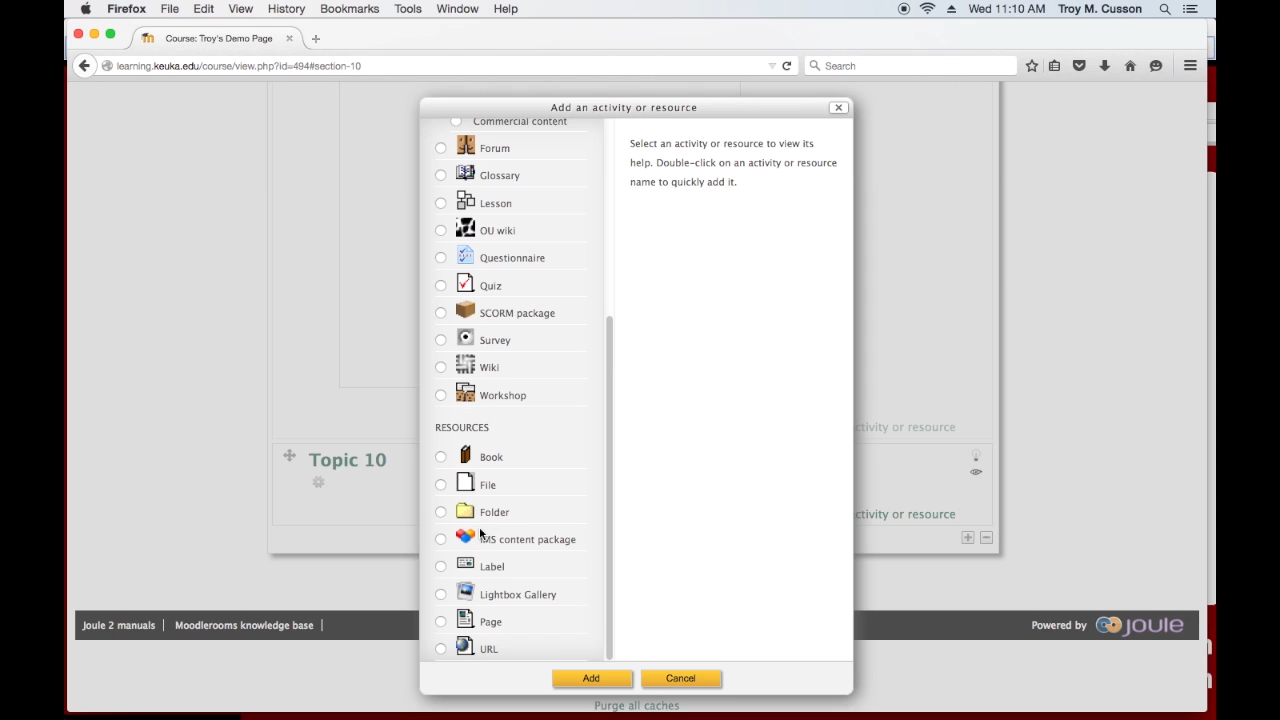 Firefox File Edit View History Bookmarks Tools Window Help Wed 11:10 AM Troy M. Cusson
Course: Troy's Demo Page
learning.keuka.edu/course/view.php?id=494#section-10 Search
Add an activity or resource
Commercial content
Forum
Glossary
Lesson
OU wiki
Questionnaire
Quiz
SCORM package
Survey
Wiki
Workshop
RESOURCES
Book
File
Folder
IMS content package
Label
Lightbox Gallery
Page
URL
Select an activity or resource to view its
help. Double-click on an activity or resource
name to quickly add it.
Add Cancel
ctivity or resource
Topic 10
ctivity or resource
Joule 2 manuals Moodlerooms knowledge base Powered by joule
Purge all caches